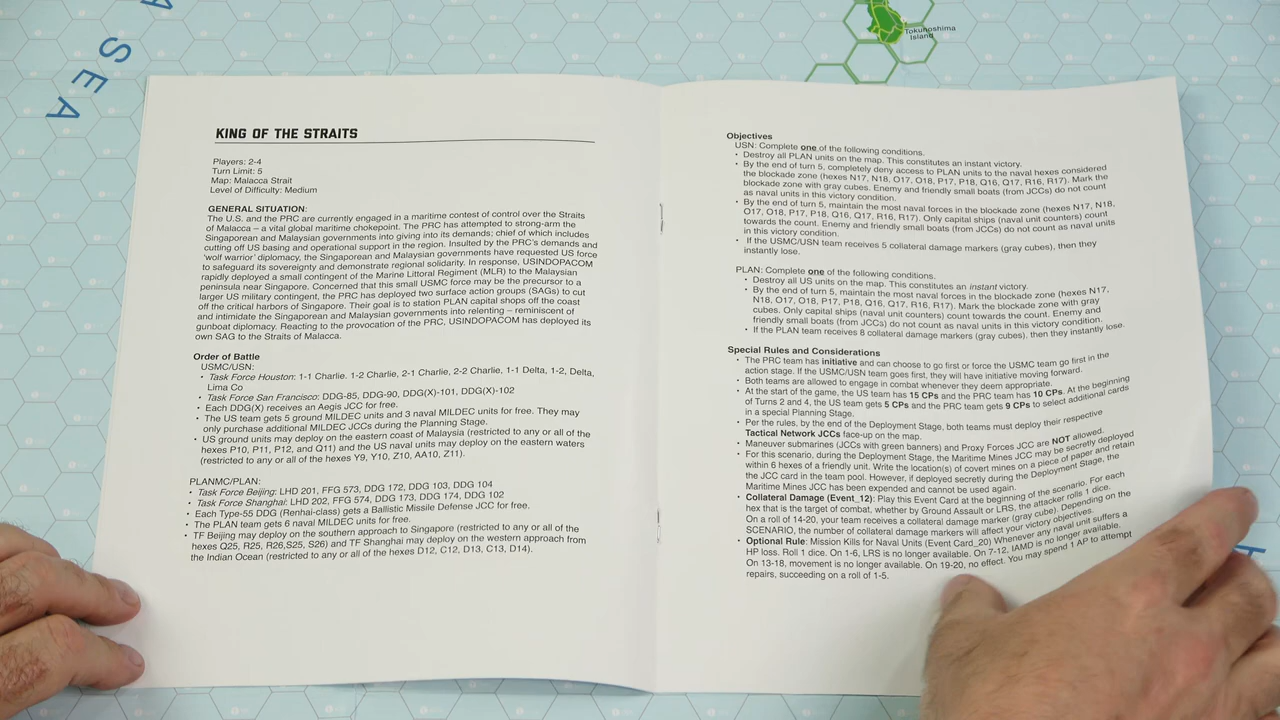 SEA
Tokunoshima
Island
KING OF THE STRAITS
Players: 2-4
Turn Limit: 5
Map: Malacca Strait
Level of Difficulty: Medium
GENERAL SITUATION:
The U.S. and the PRC are currently engaged in a maritime contest of control over the Straits
of Malacca – a vital global maritime chokepoint. The PRC has attempted to strong-arm the
Singaporean and Malaysian governments into giving into its demands; chief of which includes
cutting off US basing and operational support in the region. Insulted by the PRC's demands and
'wolf warrior' diplomacy, the Singaporean and Malaysian governments have requested US force
to safeguard its sovereignty and demonstrate regional solidarity. In response, USINDOPACOM
rapidly deployed a small contingent of the Marine Littoral Regiment (MLR) to the Malaysian
peninsula near Singapore. Concerned that this small USMC force may be the precursor to a
larger US military contingent, the PRC has deployed two surface action groups (SAGs) to cut
off the critical harbors of Singapore. Their goal is to station PLAN capital shops off the coast
and intimidate the Singaporean and Malaysian governments into relenting – reminiscent of
gunboat diplomacy. Reacting to the provocation of the PRC, USINDOPACOM has deployed its
own SAG to the Straits of Malacca.
Order of Battle
USMC/USN:
• Task Force Houston: 1-1 Charlie, 1-2 Charlie, 2-1 Charlie, 2-2 Charlie, 1-1 Delta, 1-2, Delta,
Lima Co
• Task Force San Francisco: DDG-85, DDG-90, DDG(X)-101, DDG(X)-102
• Each DDG(X) receives an Aegis JCC for free.
• The US team gets 5 ground MILDEC units and 3 naval MILDEC units for free. They may
only purchase additional MILDEC JCCs during the Planning Stage.
• US ground units may deploy on the eastern coast of Malaysia (restricted to any or all of the
hexes P10, P11, P12, and Q11) and the US naval units may deploy on the eastern waters
(restricted to any or all of the hexes Y9, Y10, Z10, AA10, Z11).
PLANMC/PLAN:
• Task Force Beijing: LHD 201, FFG 573, DDG 172, DDG 103, DDG 104
• Task Force Shanghai: LHD 202, FFG 574, DDG 173, DDG 174, DDG 102
• Each Type-55 DDG (Renhai-class) gets a Ballistic Missile Defense JCC for free.
• The PLAN team gets 6 naval MILDEC units for free.
• TF Beijing may deploy on the southern approach to Singapore (restricted to any or all of the
hexes Q25, R25, R26,S25, S26) and TF Shanghai may deploy on the western approach from
the Indian Ocean (restricted to any or all of the hexes D12, C12, D13, C13, D14).
Objectives
USN: Complete one of the following conditions.
• Destroy all PLAN units on the map. This constitutes an instant victory.
• By the end of turn 5, completely deny access to PLAN units to the naval hexes considered
the blockade zone (hexes N17, N18, O17, O18, P17, P18, Q16, Q17, R16, R17). Mark the
blockade zone with gray cubes. Enemy and friendly small boats (from JCCs) do not count
as naval units in this victory condition.
• By the end of turn 5, maintain the most naval forces in the blockade zone (hexes N17, N18,
O17, O18, P17, P18, Q16, Q17, R16, R17). Only capital ships (naval unit counters) count
towards the count. Enemy and friendly small boats (from JCCs) do not count as naval units
in this victory condition.
• If the USMC/USN team receives 5 collateral damage markers (gray cubes), then they
instantly lose.
PLAN: Complete one of the following conditions.
• Destroy all US units on the map. This constitutes an instant victory.
• By the end of turn 5, maintain the most naval forces in the blockade zone (hexes N17,
N18, O17, O18, P17, P18, Q16, Q17, R16, R17). Mark the blockade zone with gray
cubes. Only capital ships (naval unit counters) count towards the count. Enemy and
friendly small boats (from JCCs) do not count as naval units in this victory condition.
• If the PLAN team receives 8 collateral damage markers (gray cubes), then they instantly lose.
Special Rules and Considerations
• The PRC team has initiative and can choose to go first or force the USMC team go first in the
action stage. If the USMC/USN team goes first, they will have initiative moving forward.
• Both teams are allowed to engage in combat whenever they deem appropriate.
• At the start of the game, the US team has 15 CPs and the PRC team has 10 CPs. At the beginning
of Turns 2 and 4, the US team gets 5 CPs and the PRC team gets 9 CPs to select additional cards
in a special Planning Stage.
• Per the rules, by the end of the Deployment Stage, both teams must deploy their respective
Tactical Network JCCs face-up on the map.
• Maneuver submarines (JCCs with green banners) and Proxy Forces JCC are NOT allowed.
• For this scenario, during the Deployment Stage, the Maritime Mines JCC may be secretly deployed
within 6 hexes of a friendly unit. Write the location(s) of covert mines on a piece of paper and retain
the JCC card in the team pool. However, if deployed secretly during the Deployment Stage, the
Maritime Mines JCC has been expended and cannot be used again.
• Collateral Damage (Event_12): Play this Event Card at the beginning of the scenario. For each
hex that is the target of combat, whether by Ground Assault or LRS, the attacker rolls 1 dice.
On a roll of 14-20, your team receives a collateral damage marker (gray cube). Depending on the
SCENARIO, the number of collateral damage markers will affect your victory objectives.
• Optional Rule: Mission Kills for Naval Units (Event Card_20) Whenever any naval unit suffers a
HP loss. Roll 1 dice. On 1-6, LRS is no longer available. On 7-12, IAMD is no longer available.
On 13-18, movement is no longer available. On 19-20, no effect. You may spend 1 AP to attempt
repairs, succeeding on a roll of 1-5.